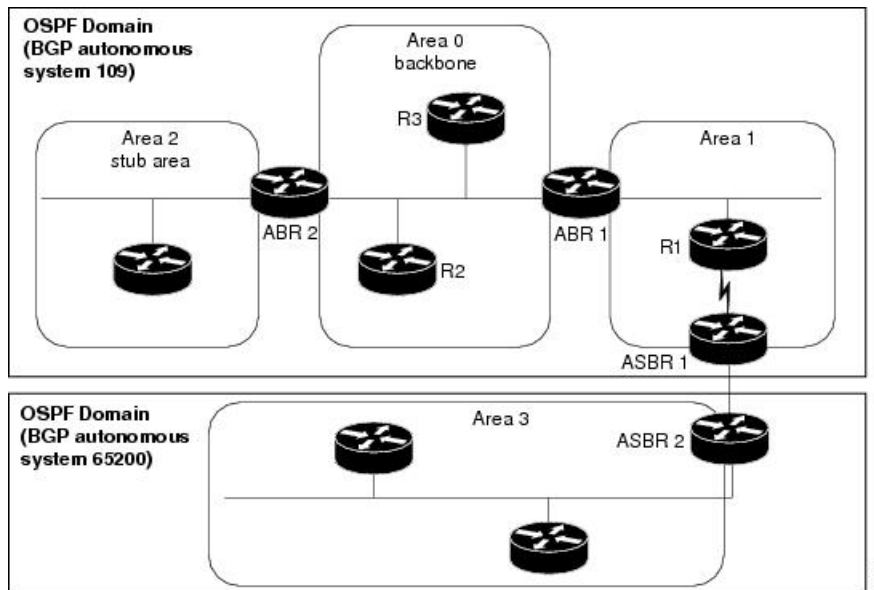 OSPF Domain
(BGP autonomous
system 109)
Area 0
backbone
R3
Area 2
stub area
Area 1
ABR 2
R2
ABR 1
R1
ASBR 1
OSPF Domain
(BGP autonomous
system 65200)
Area 3
ASBR 2